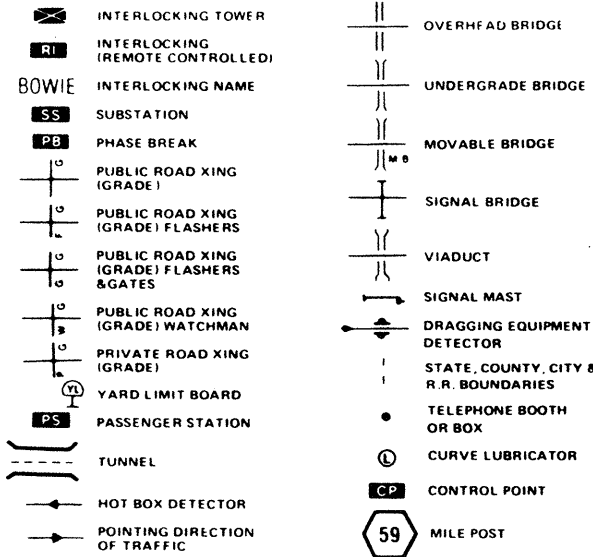 INTERLOCKING TOWER
RI INTERLOCKING
(REMOTE CONTROLLED)
BOWIE INTERLOCKING NAME
SS SUBSTATION
PB PHASE BREAK
G PUBLIC ROAD XING
(GRADE)
G F PUBLIC ROAD XING
(GRADE) FLASHERS
G G PUBLIC ROAD XING
(GRADE) FLASHERS
&GATES
G W PUBLIC ROAD XING
(GRADE) WATCHMAN
G P PRIVATE ROAD XING
(GRADE)
YL YARD LIMIT BOARD
PS PASSENGER STATION
TUNNEL
HOT BOX DETECTOR
POINTING DIRECTION
OF TRAFFIC
OVERHEAD BRIDGE
UNDERGRADE BRIDGE
MB MOVABLE BRIDGE
SIGNAL BRIDGE
VIADUCT
SIGNAL MAST
DRAGGING EQUIPMENT
DETECTOR
STATE, COUNTY, CITY &
R.R. BOUNDARIES
TELEPHONE BOOTH
OR BOX
L CURVE LUBRICATOR
CP CONTROL POINT
59 MILE POST